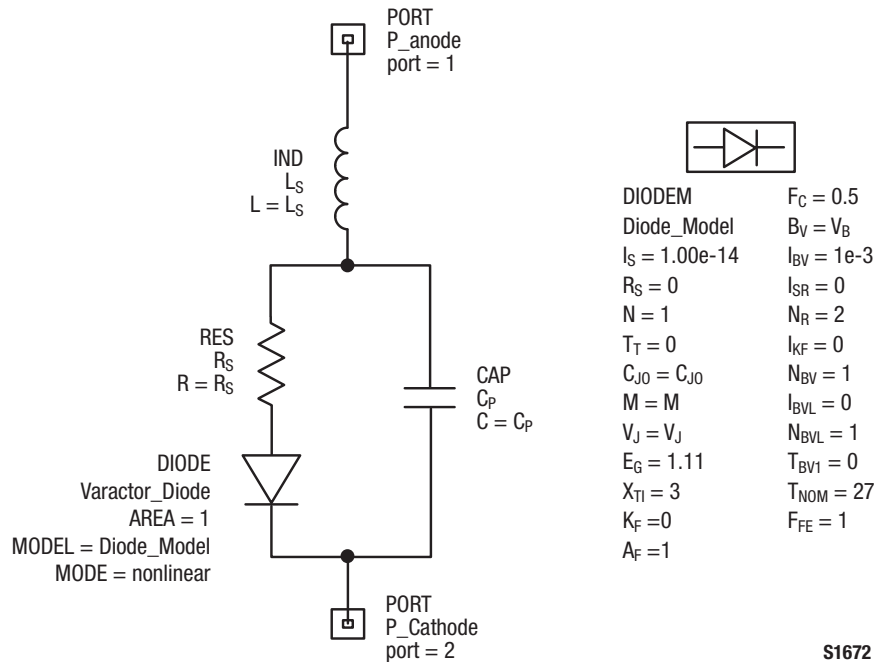 PORT
P_anode
port = 1
IND
LS
L = LS
RES
RS
R = RS
CAP
CP
C = CP
DIODE
Varactor_Diode
AREA = 1
MODEL = Diode_Model
MODE = nonlinear
PORT
P_Cathode
port = 2
DIODEM
Diode_Model
IS = 1.00e-14
RS = 0
N = 1
TT = 0
CJ0 = CJ0
M = M
VJ = VJ
EG = 1.11
XTI = 3
KF =0
AF =1
FC = 0.5
BV = VB
IBV = 1e-3
ISR = 0
NR = 2
IKF = 0
NBV = 1
IBVL = 0
NBVL = 1
TBV1 = 0
TNOM = 27
FFE = 1
S1672